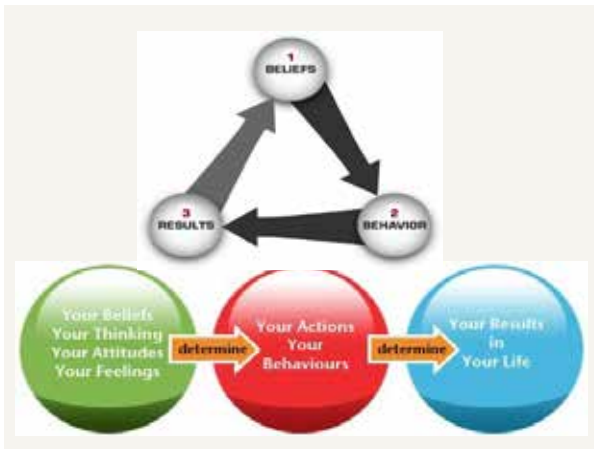 1
BELIEFS
3
RESULTS
2
BEHAVIOR
Your Beliefs
Your Thinking
Your Attitudes
Your Feelings
determine
Your Actions
Your
Behaviours
determine
Your Results
in
Your Life